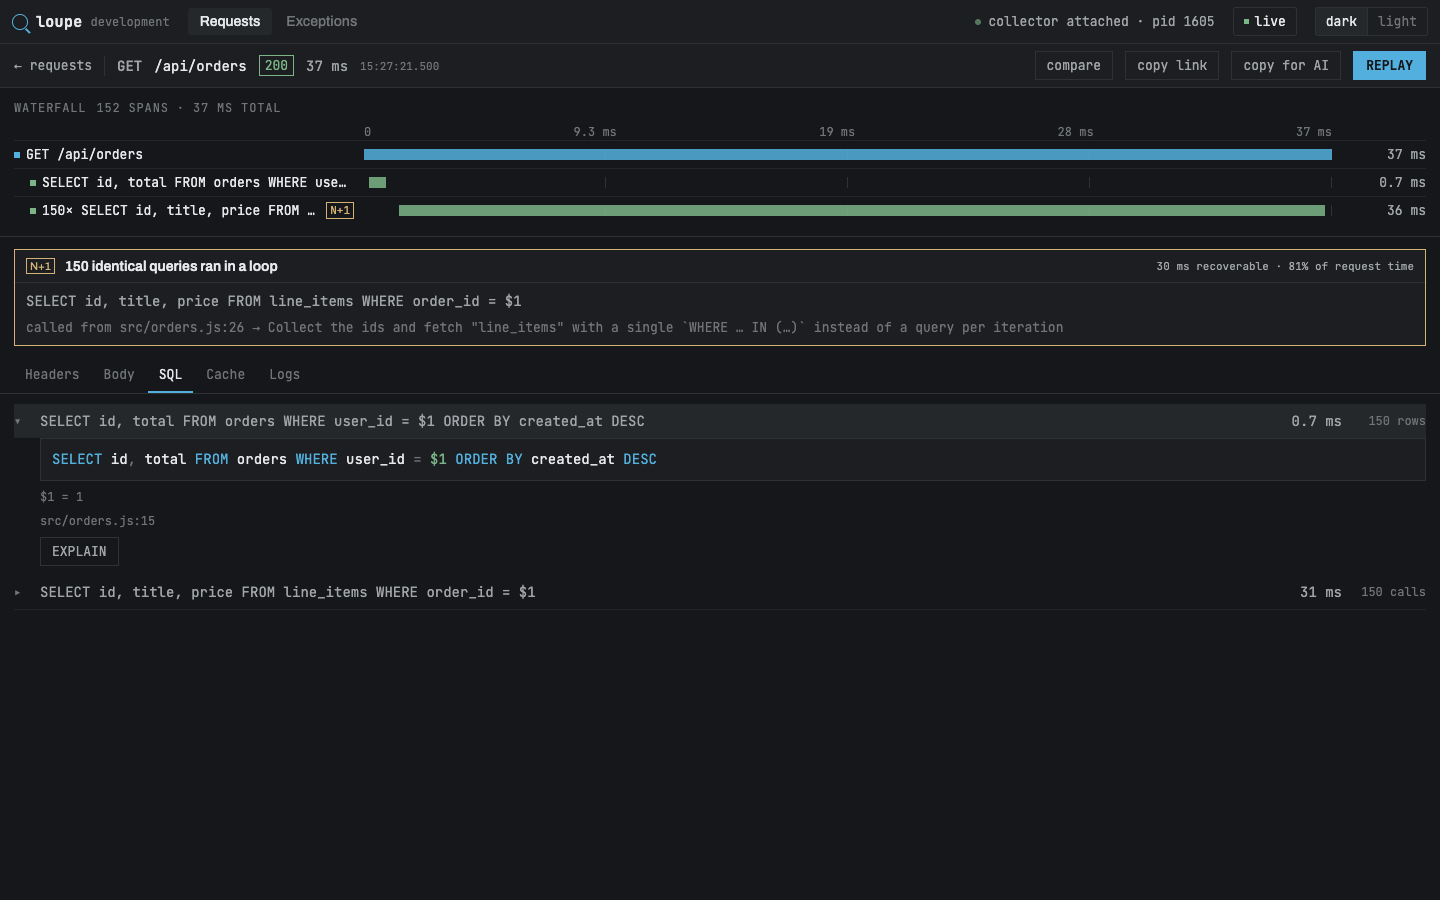 loupe development Requests Exceptions ● collector attached · pid 1605 live dark light
← requests GET /api/orders 200 37 ms 15:27:21.500 compare copy link copy for AI REPLAY
WATERFALL 152 SPANS · 37 MS TOTAL
0 9.3 ms 19 ms 28 ms 37 ms
GET /api/orders 37 ms
SELECT id, total FROM orders WHERE use… 0.7 ms
150× SELECT id, title, price FROM … N+1 36 ms
N+1 150 identical queries ran in a loop 30 ms recoverable · 81% of request time
SELECT id, title, price FROM line_items WHERE order_id = $1
called from src/orders.js:26 → Collect the ids and fetch "line_items" with a single `WHERE … IN (…)` instead of a query per iteration
Headers Body SQL Cache Logs
▾ SELECT id, total FROM orders WHERE user_id = $1 ORDER BY created_at DESC 0.7 ms 150 rows
SELECT id, total FROM orders WHERE user_id = $1 ORDER BY created_at DESC
$1 = 1
src/orders.js:15
EXPLAIN
▸ SELECT id, title, price FROM line_items WHERE order_id = $1 31 ms 150 calls